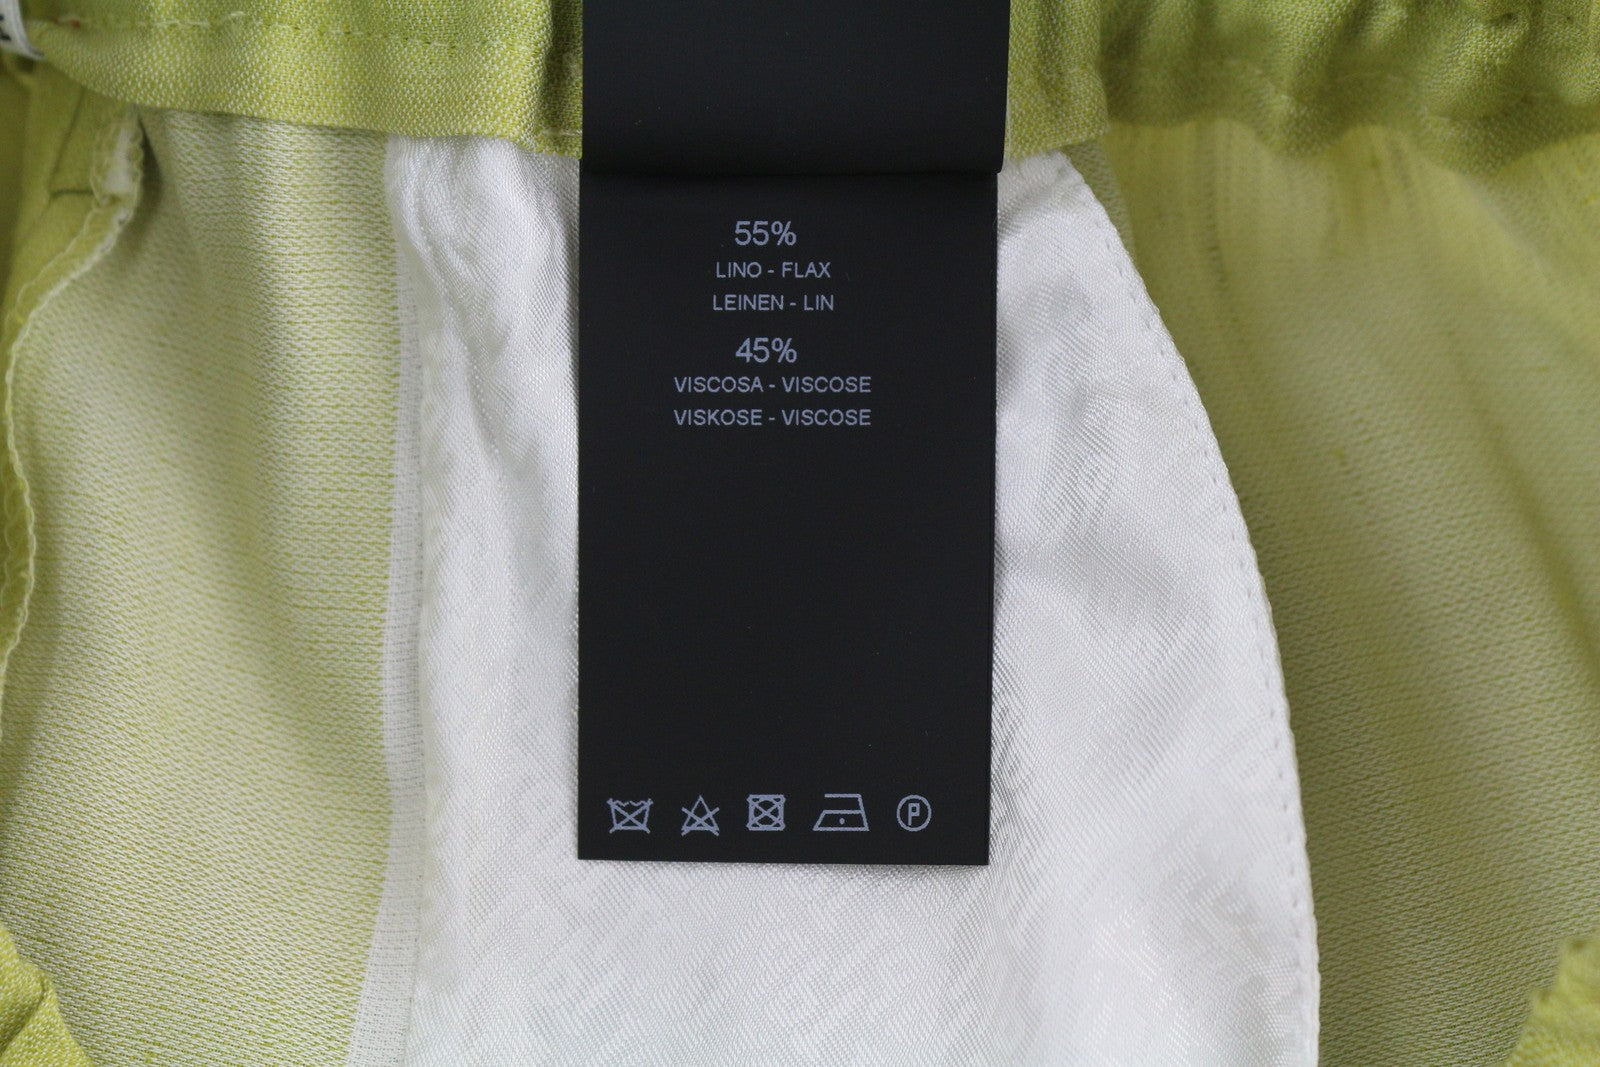 55%
LINO - FLAX
LEINEN - LIN
45%
VISCOSA - VISCOSE
VISKOSE - VISCOSE
P